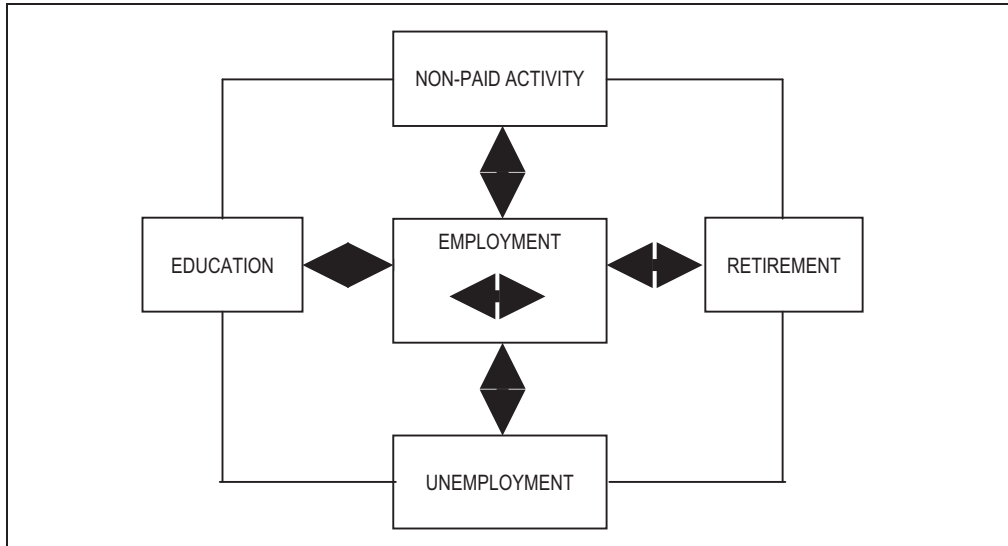 NON-PAID ACTIVITY
EMPLOYMENT
EDUCATION
RETIREMENT
UNEMPLOYMENT